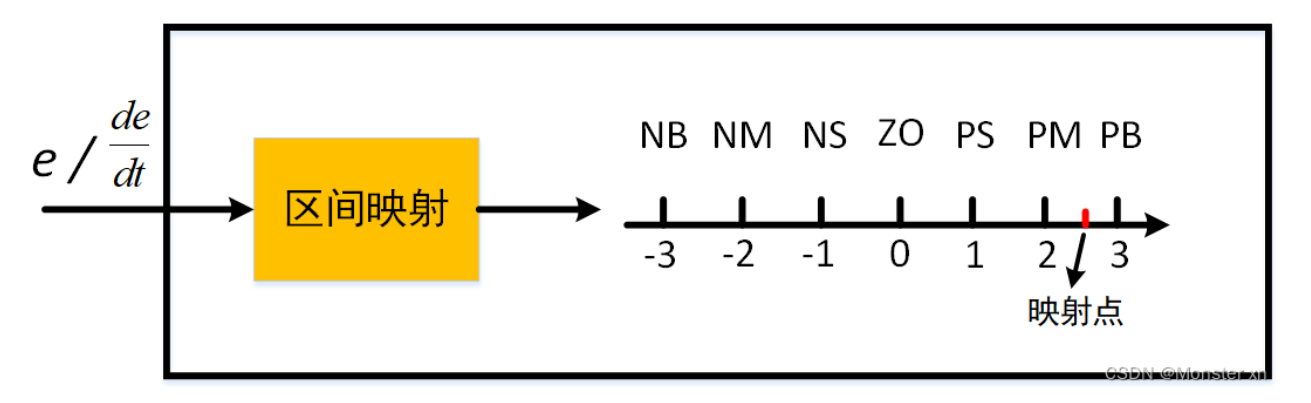 e / de/dt
区间映射
NB NM NS ZO PS PM PB
-3 -2 -1 0 1 2 3
映射点
CSDN @Monster xn